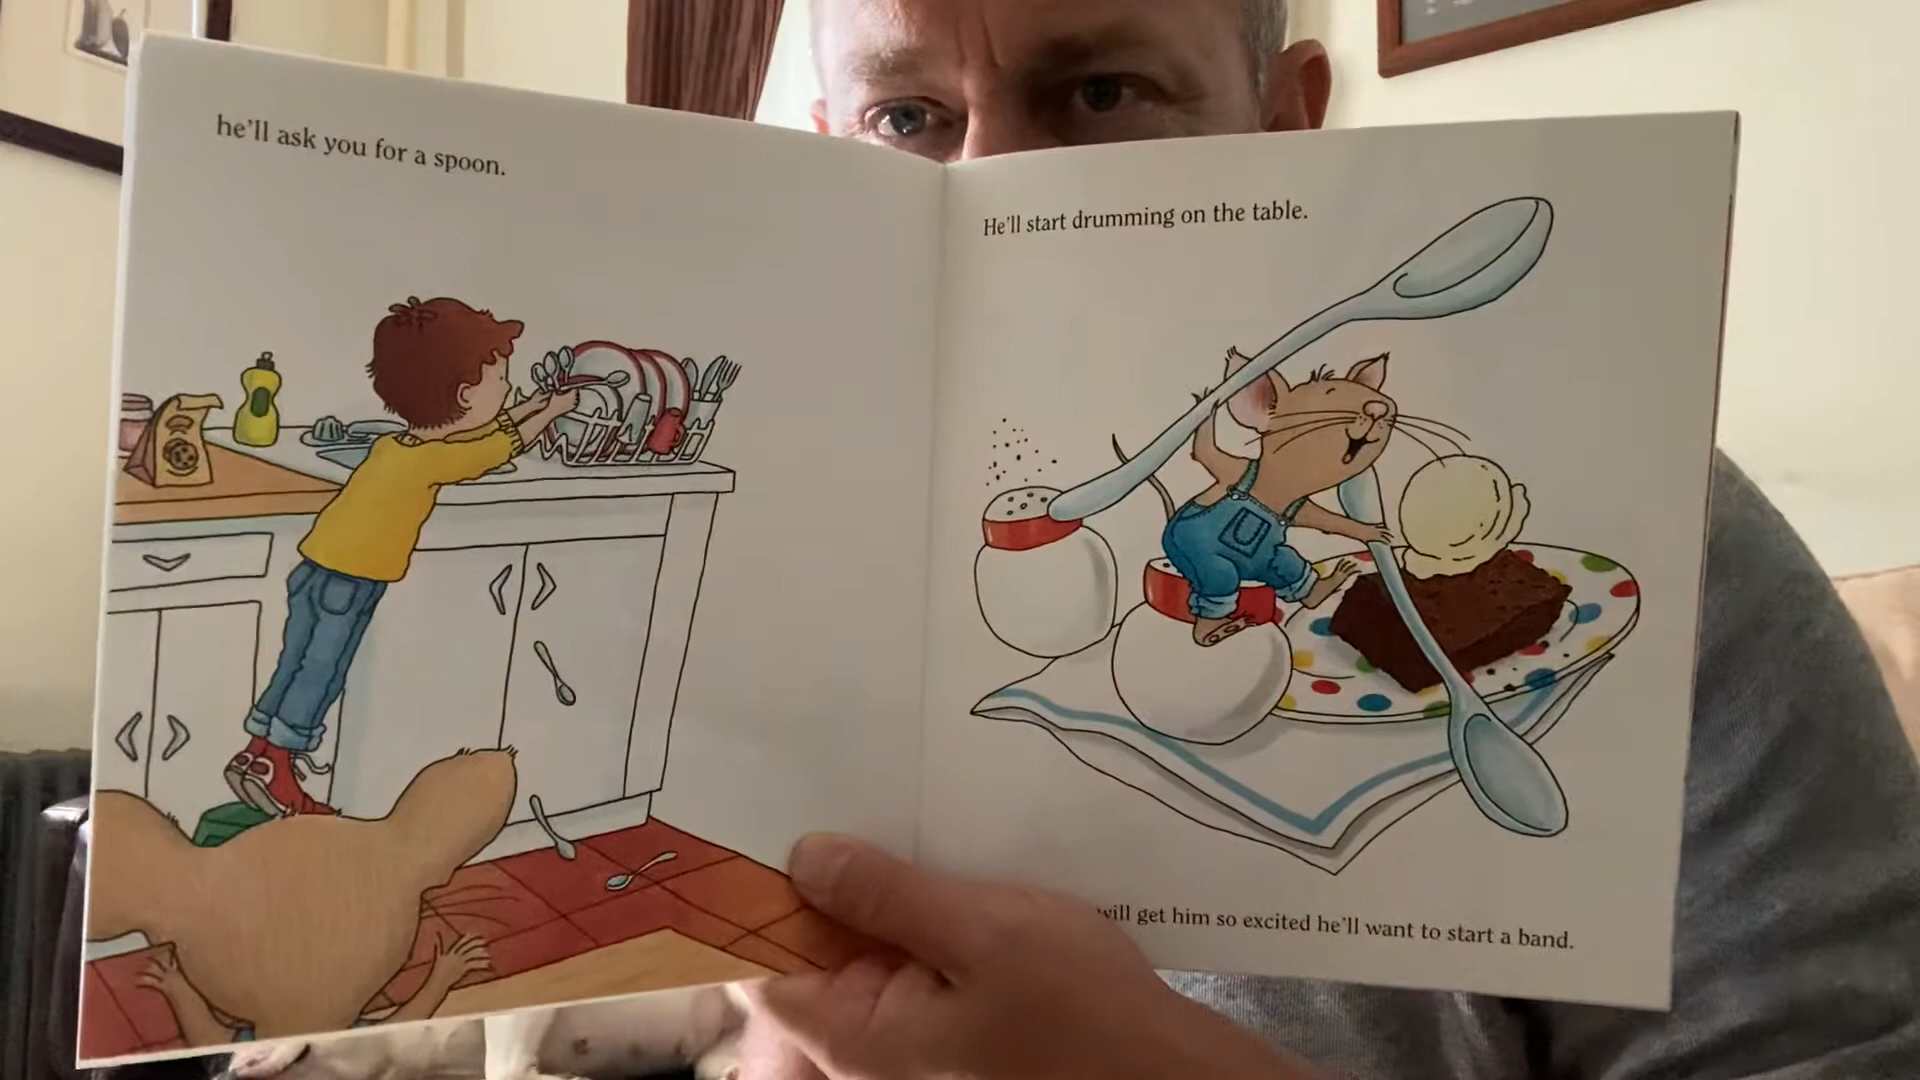 he'll ask you for a spoon.
He'll start drumming on the table.
will get him so excited he'll want to start a band.